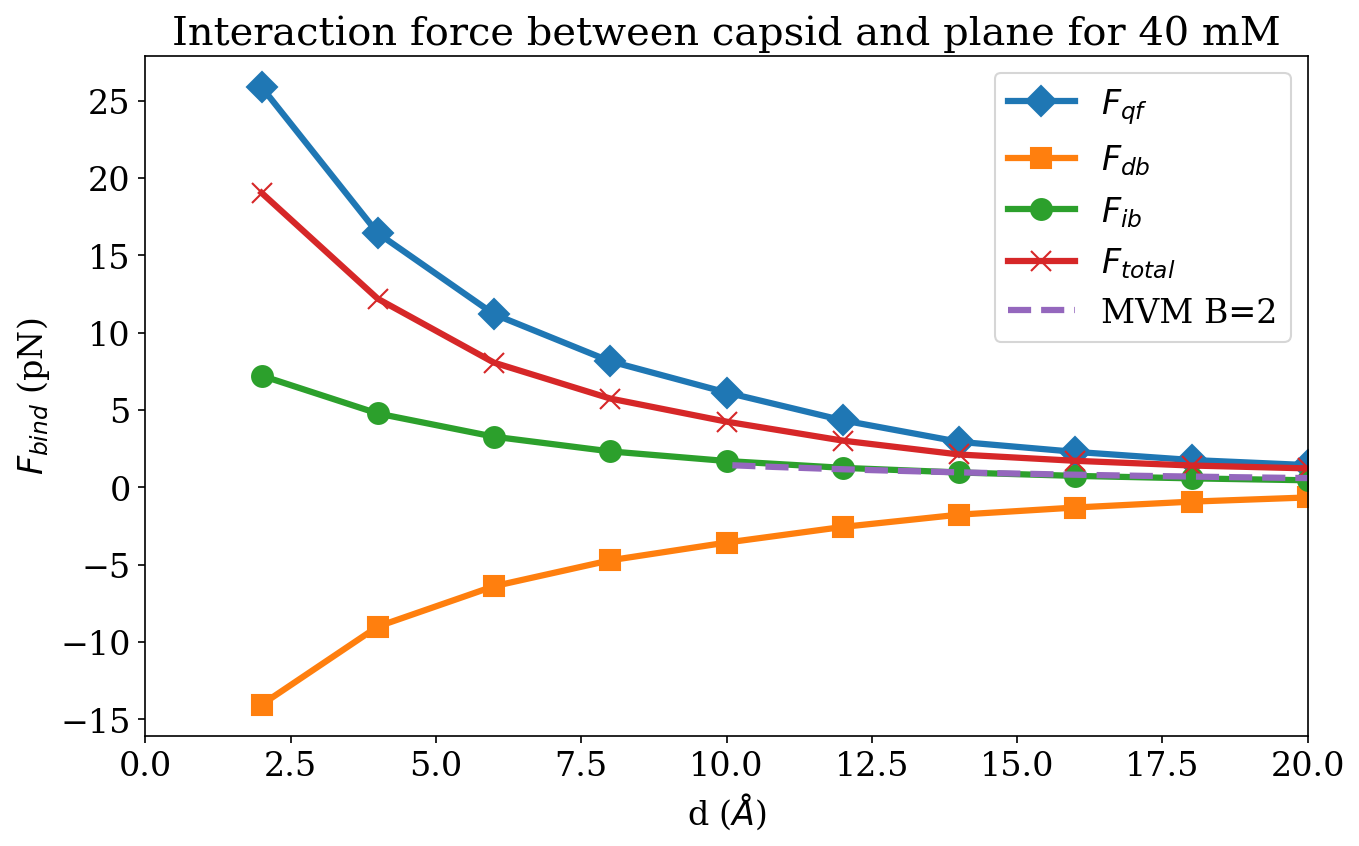 Interaction force between capsid and plane for 40 mM
25
20
15
10
5
0
−5
−10
−15
F_bind (pN)
0.0 2.5 5.0 7.5 10.0 12.5 15.0 17.5 20.0
d (Å)
F_qf
F_db
F_ib
F_total
MVM B=2